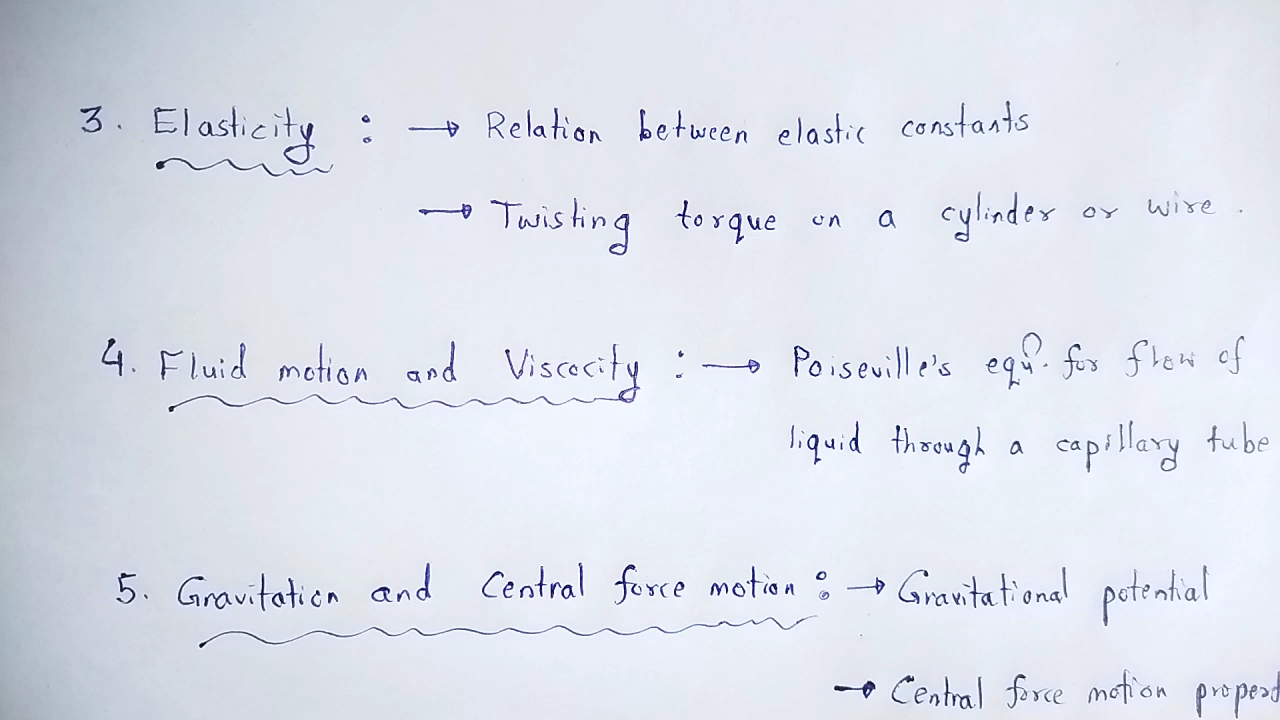 3. Elasticity : → Relation between elastic constants
→ Twisting torque on a cylinder or wire.
4. Fluid motion and Viscocity : → Poiseville's eqn. for flow of
liquid through a capillary tube
5. Gravitation and Central force motion : → Gravitational potential
→ Central force motion